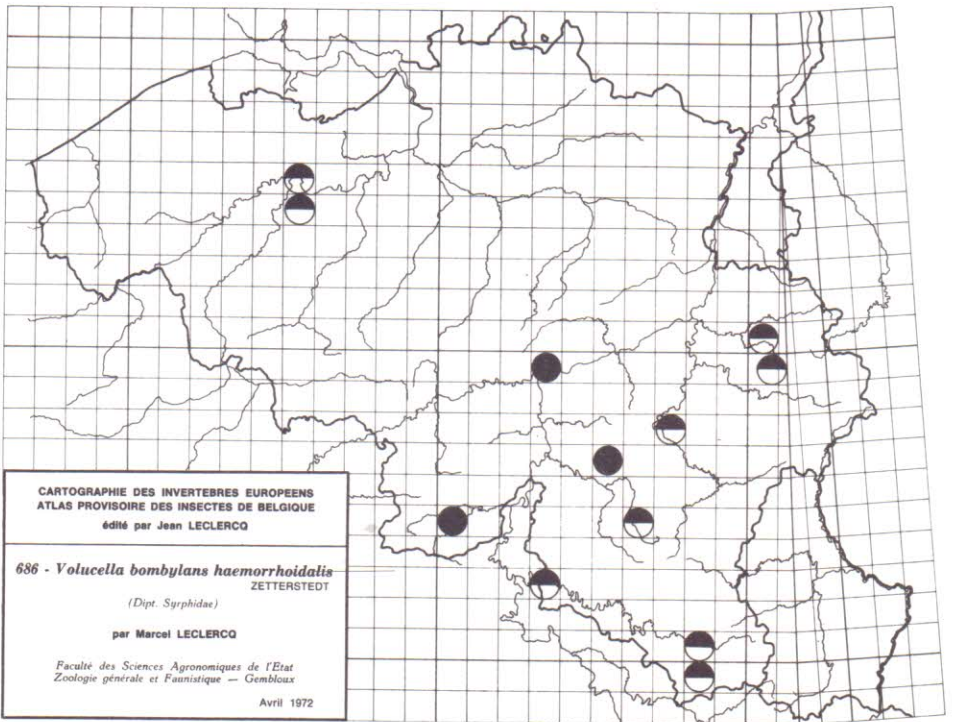 CARTOGRAPHIE DES INVERTEBRES EUROPEENS
ATLAS PROVISOIRE DES INSECTES DE BELGIQUE
édité par Jean LECLERCQ
686 - Volucella bombylans haemorrhoidalis
ZETTERSTEDT
(Dipt. Syrphidae)
par Marcel LECLERCQ
Faculté des Sciences Agronomiques de l'Etat
Zoologie générale et Faunistique — Gembloux
Avril 1972